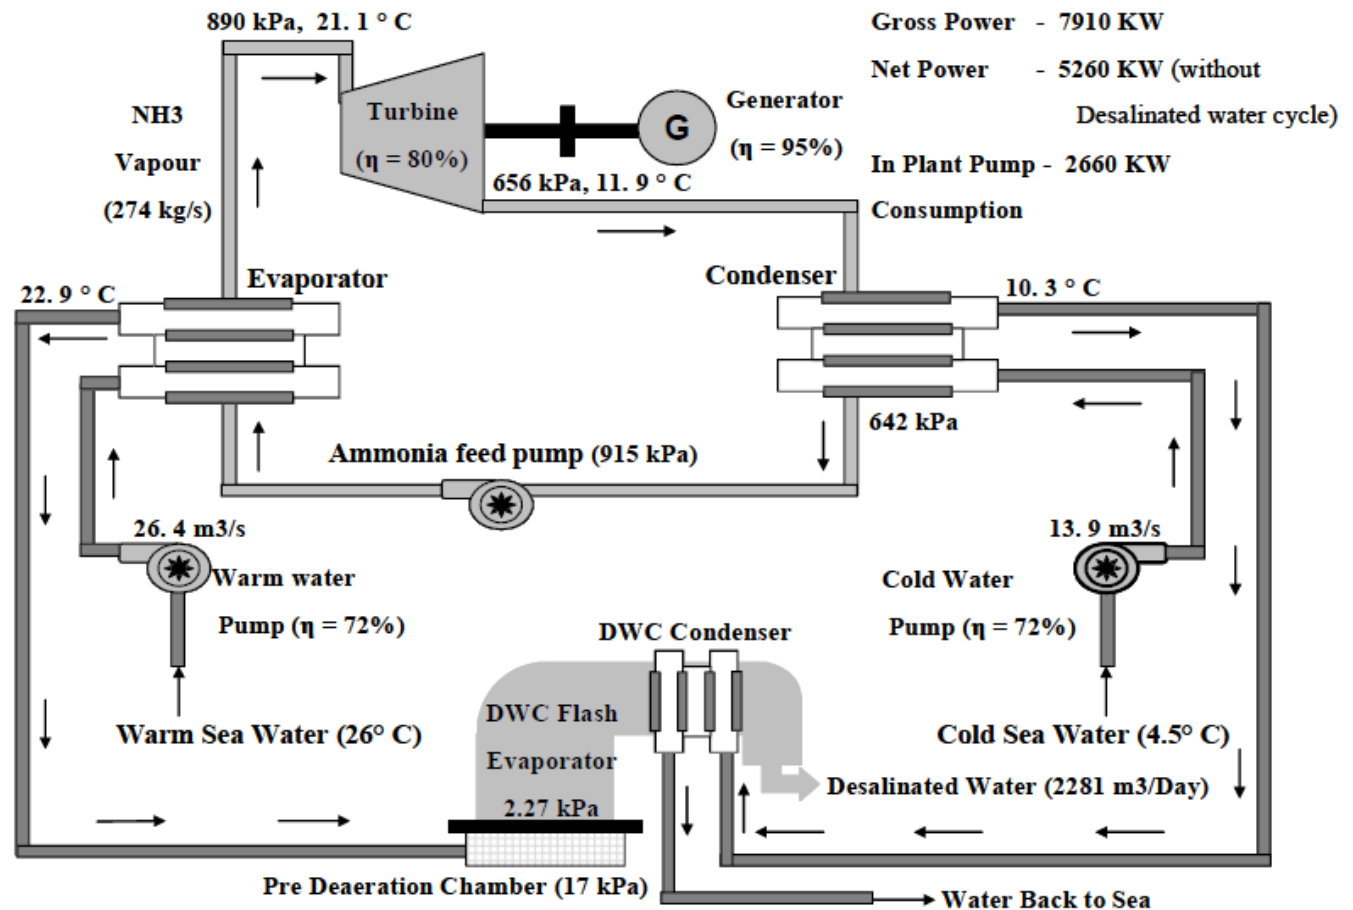 890 kPa, 21. 1 ° C
Gross Power - 7910 KW
Net Power - 5260 KW (without
Desalinated water cycle)
In Plant Pump - 2660 KW
Consumption
NH3
Vapour
(274 kg/s)
Turbine
(η = 80%)
G
Generator
(η = 95%)
656 kPa, 11. 9 ° C
Evaporator
Condenser
22. 9 ° C
10. 3 ° C
642 kPa
Ammonia feed pump (915 kPa)
26. 4 m3/s
Warm water
Pump (η = 72%)
Warm Sea Water (26° C)
13. 9 m3/s
Cold Water
Pump (η = 72%)
Cold Sea Water (4.5° C)
DWC Condenser
DWC Flash
Evaporator
2.27 kPa
Desalinated Water (2281 m3/Day)
Pre Deaeration Chamber (17 kPa)
Water Back to Sea